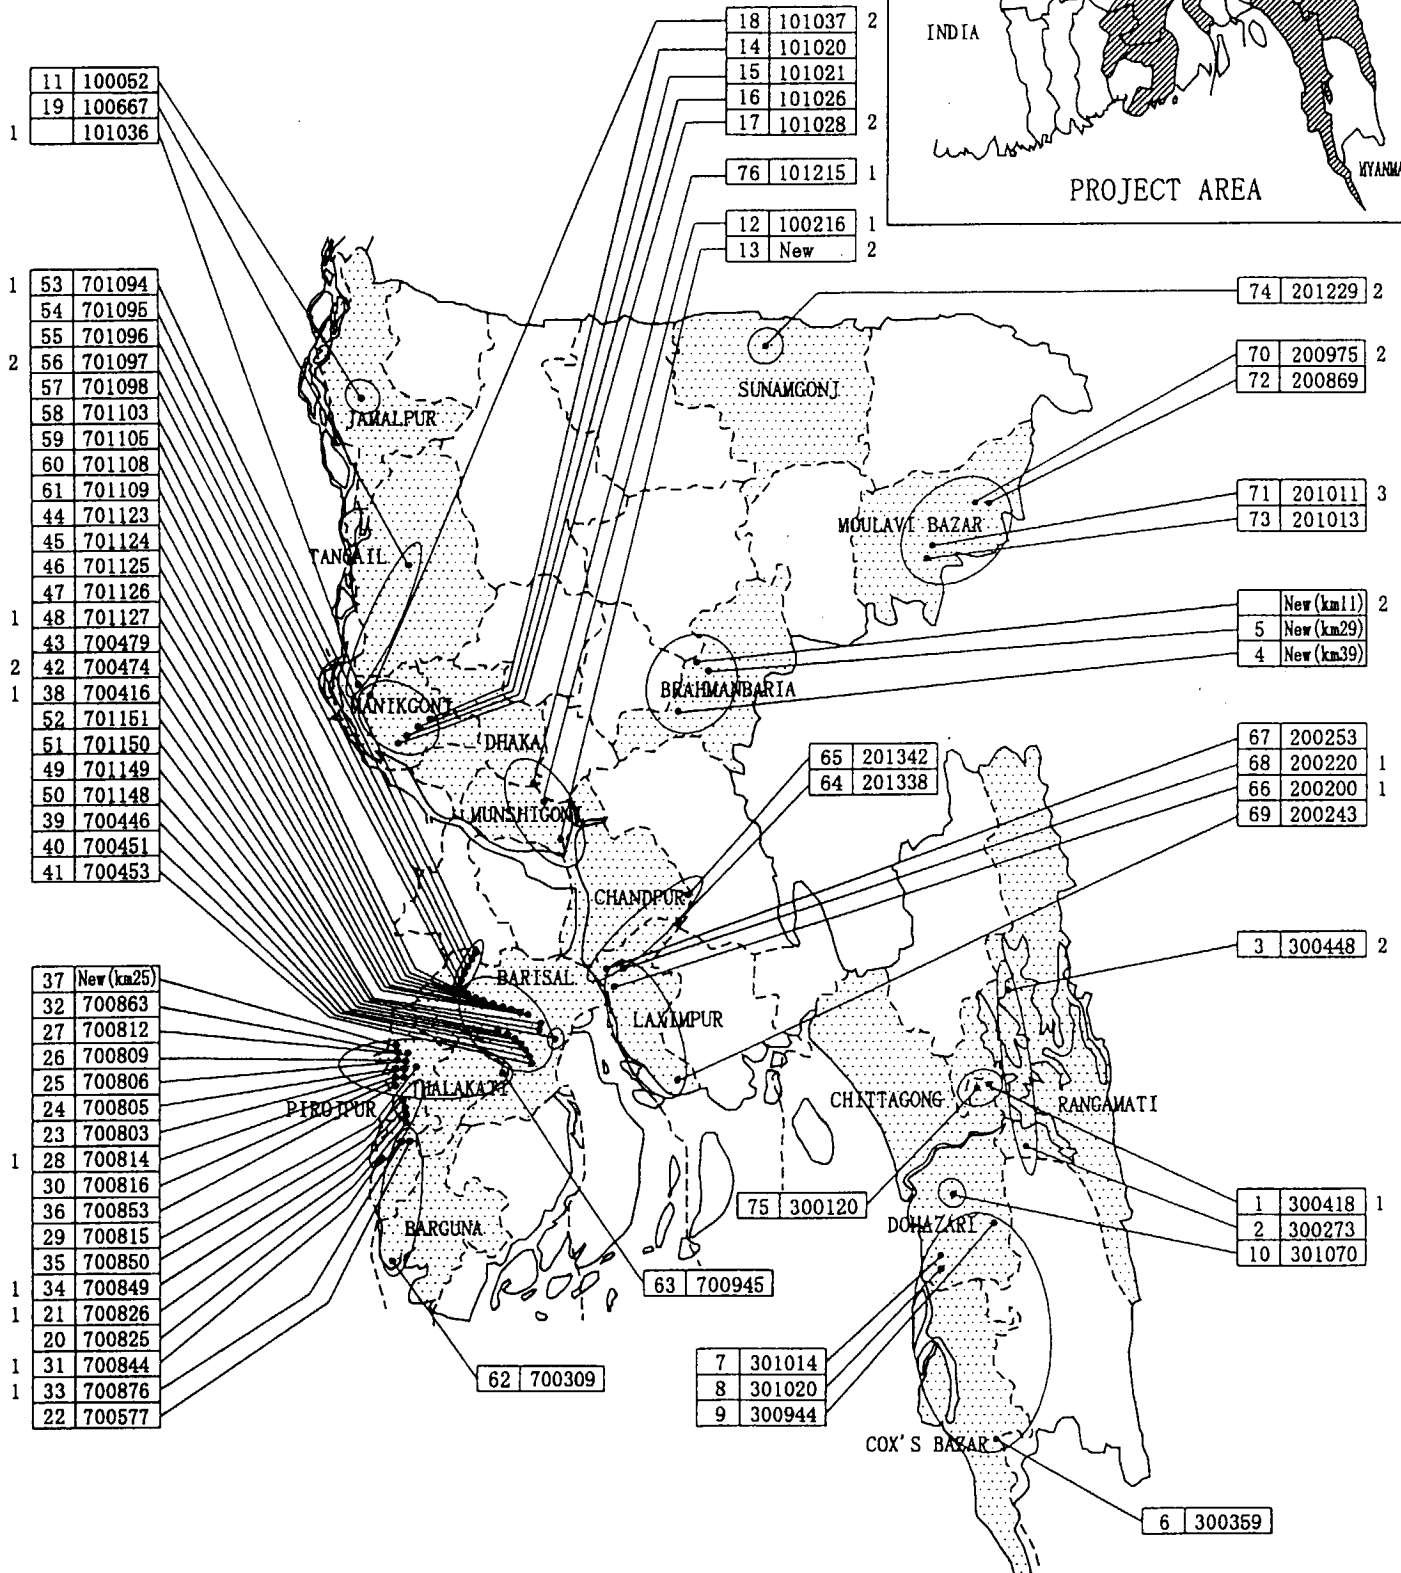 18 101037 2
14 101020
15 101021
16 101026
17 101028 2
76 101215 1
12 100216 1
13 New 2
INDIA
MYANMA
PROJECT AREA
11 100052
19 100667
1 101036
1 53 701094
54 701095
55 701096
2 56 701097
57 701098
58 701103
59 701105
60 701108
61 701109
44 701123
45 701124
46 701125
47 701126
1 48 701127
43 700479
2 42 700474
1 38 700416
52 701151
51 701150
49 701149
50 701148
39 700446
40 700451
41 700453
37 New(km25)
32 700863
27 700812
26 700809
25 700806
24 700805
23 700803
1 28 700814
30 700816
36 700853
29 700815
35 700850
1 34 700849
1 21 700826
20 700825
1 31 700844
1 33 700876
22 700577
74 201229 2
70 200975 2
72 200869
71 201011 3
73 201013
New(km11) 2
5 New(km29)
4 New(km39)
67 200253
68 200220 1
66 200200 1
69 200243
65 201342
64 201338
3 300448 2
1 300418 1
2 300273
10 301070
75 300120
63 700945
62 700309
7 301014
8 301020
9 300944
6 300359
SUNAMGONJ
JAMALPUR
MOULAVI BAZAR
TANGAIL
BRAHMANBARIA
MANIKGONJ
DHAKA
MUNSHIGONJ
CHANDPUR
BARISAL
LAXIMPUR
JHALAKATI
PIROJPUR
CHITTAGONG
RANGAMATI
BARGUNA
DOHAZARI
COX'S BAZAR